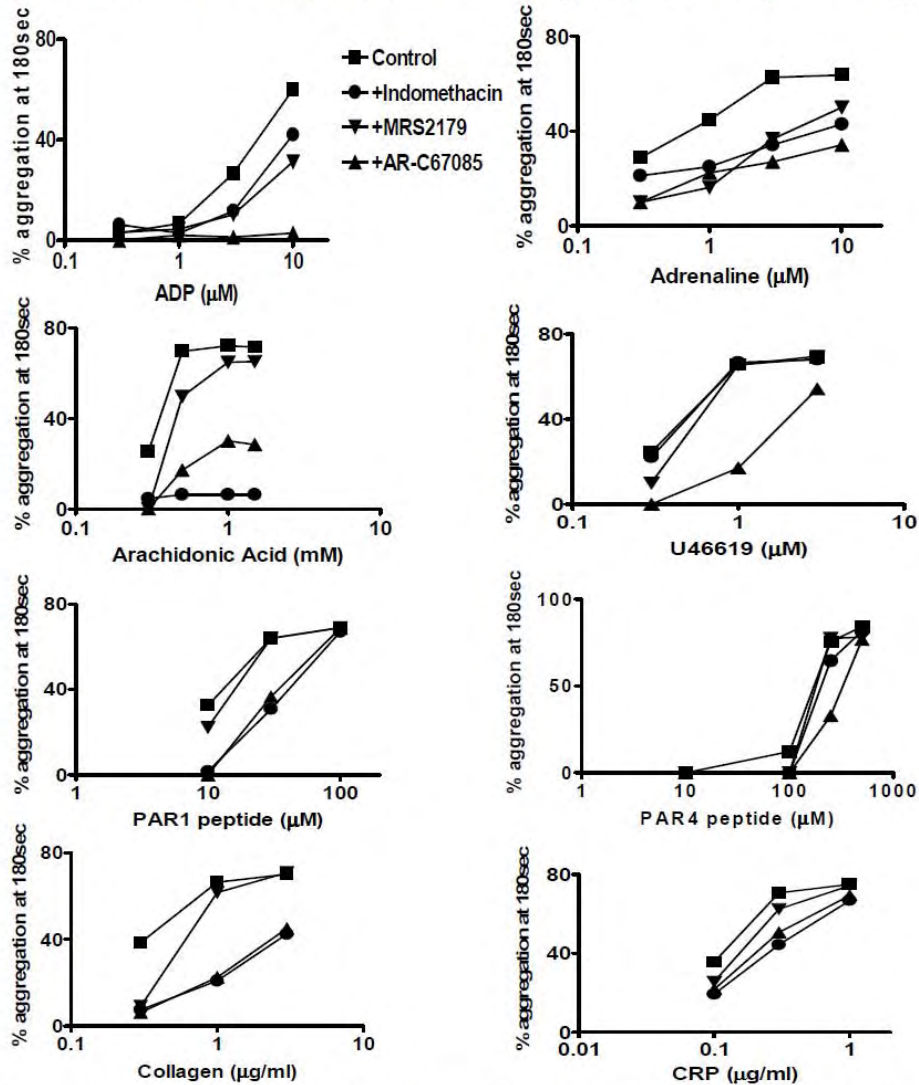 % aggregation at 180sec
80
40
0
0.1
1
10
ADP (μM)
Control
+Indomethacin
+MRS2179
+AR-C67085
% aggregation at 180sec
80
40
0
0.1
1
10
Adrenaline (μM)
% aggregation at 180sec
80
40
0
0.1
1
10
Arachidonic Acid (mM)
% aggregation at 180sec
80
40
0
0.1
1
10
U46619 (μM)
% aggregation at 180sec
80
40
0
1
10
100
PAR1 peptide (μM)
% aggregation at 180sec
100
50
0
1
10
100
1000
PAR4 peptide (μM)
% aggregation at 180sec
80
40
0
0.1
1
10
Collagen (μg/ml)
% aggregation at 180sec
80
40
0
0.01
0.1
1
CRP (μg/ml)